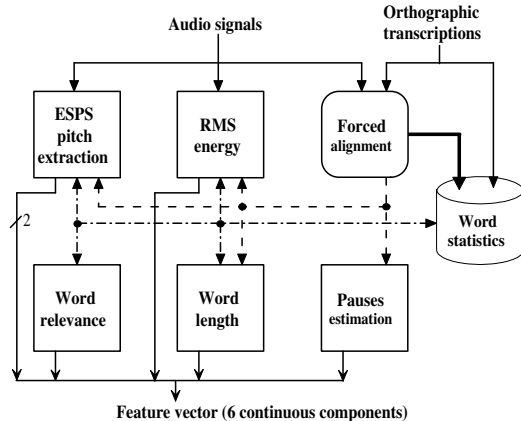 Audio signals
Orthographic
transcriptions
ESPS
pitch
extraction
RMS
energy
Forced
alignment
2
Word
statistics
Word
relevance
Word
length
Pauses
estimation
Feature vector (6 continuous components)